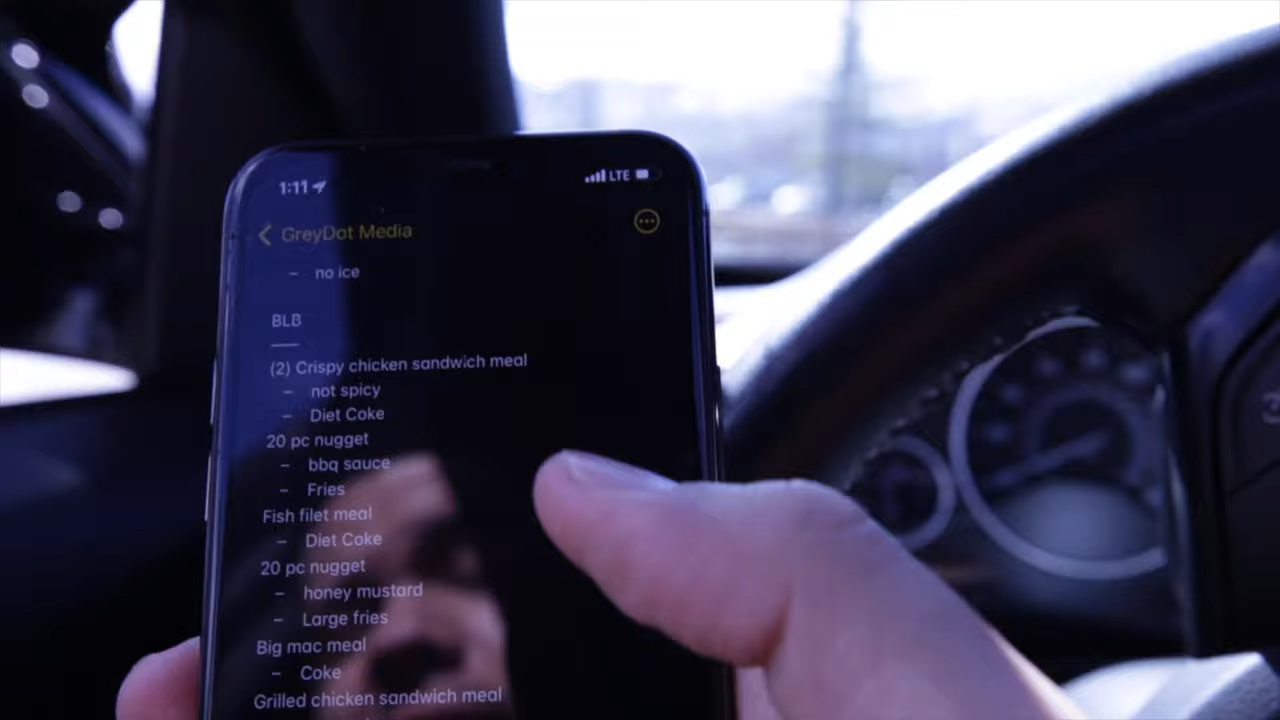 1:11 LTE
GreyDot Media
– no ice
BLB
(2) Crispy chicken sandwich meal
– not spicy
– Diet Coke
20 pc nugget
– bbq sauce
– Fries
Fish filet meal
– Diet Coke
20 pc nugget
– honey mustard
– Large fries
Big mac meal
– Coke
Grilled chicken sandwich meal